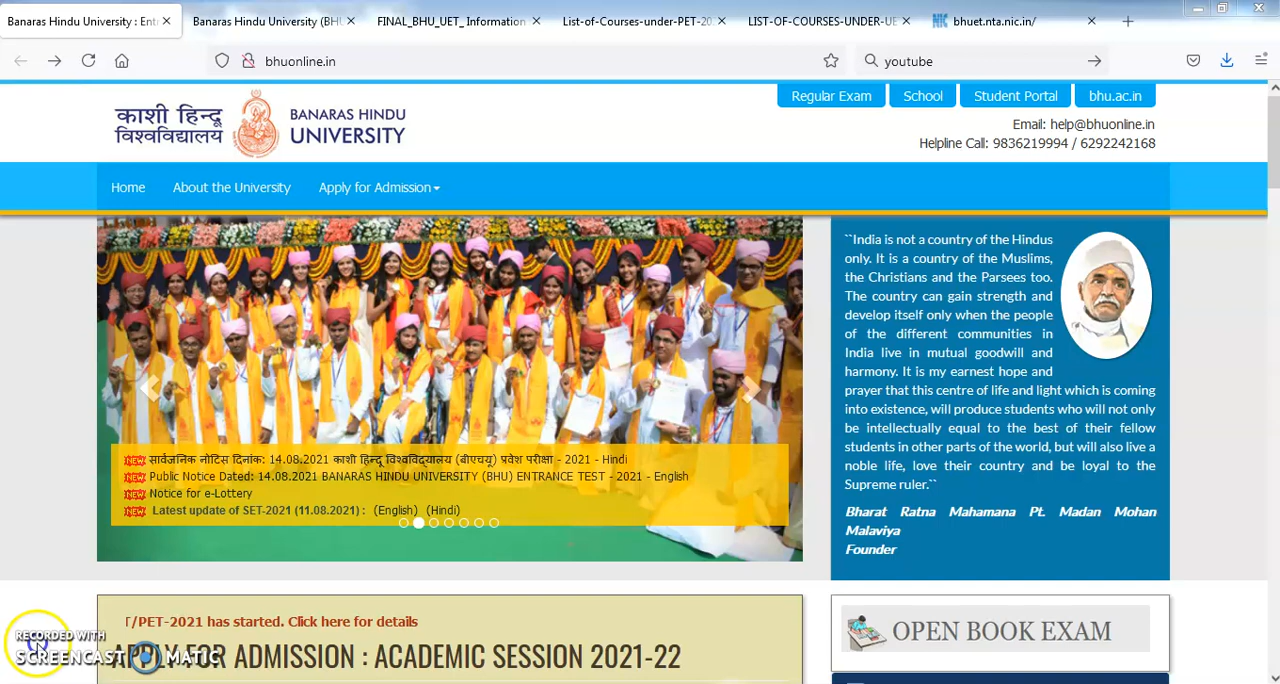 Banaras Hindu University : Ent
Banaras Hindu University (BH
FINAL_BHU_UET_ Information
List-of-Courses-under-PET-20
LIST-OF-COURSES-UNDER-UE
NIC bhuet.nta.nic.in/
bhuonline.in
youtube
Regular Exam
School
Student Portal
bhu.ac.in
काशी हिन्दू
विश्वविद्यालय
BANARAS HINDU
UNIVERSITY
Email: help@bhuonline.in
Helpline Call: 9836219994 / 6292242168
Home
About the University
Apply for Admission
NEW सार्वजनिक नोटिस दिनांक: 14.08.2021 काशी हिन्दू विश्वविद्यालय (बीएचयू) प्रवेश परीक्षा - 2021 - Hindi
NEW Public Notice Dated: 14.08.2021 BANARAS HINDU UNIVERSITY (BHU) ENTRANCE TEST - 2021 - English
NEW Notice for e-Lottery
NEW Latest update of SET-2021 (11.08.2021) : (English) (Hindi)
``India is not a country of the Hindus
only. It is a country of the Muslims,
the Christians and the Parsees too.
The country can gain strength and
develop itself only when the people
of the different communities in
India live in mutual goodwill and
harmony. It is my earnest hope and
prayer that this centre of life and light which is coming
into existence, will produce students who will not only
be intellectually equal to the best of their fellow
students in other parts of the world, but will also live a
noble life, love their country and be loyal to the
Supreme ruler.``
Bharat Ratna Mahamana Pt. Madan Mohan
Malaviya
Founder
/PET-2021 has started. Click here for details
APPLY FOR ADMISSION : ACADEMIC SESSION 2021-22
OPEN BOOK EXAM
RECORDED WITH
SCREENCAST MATIC